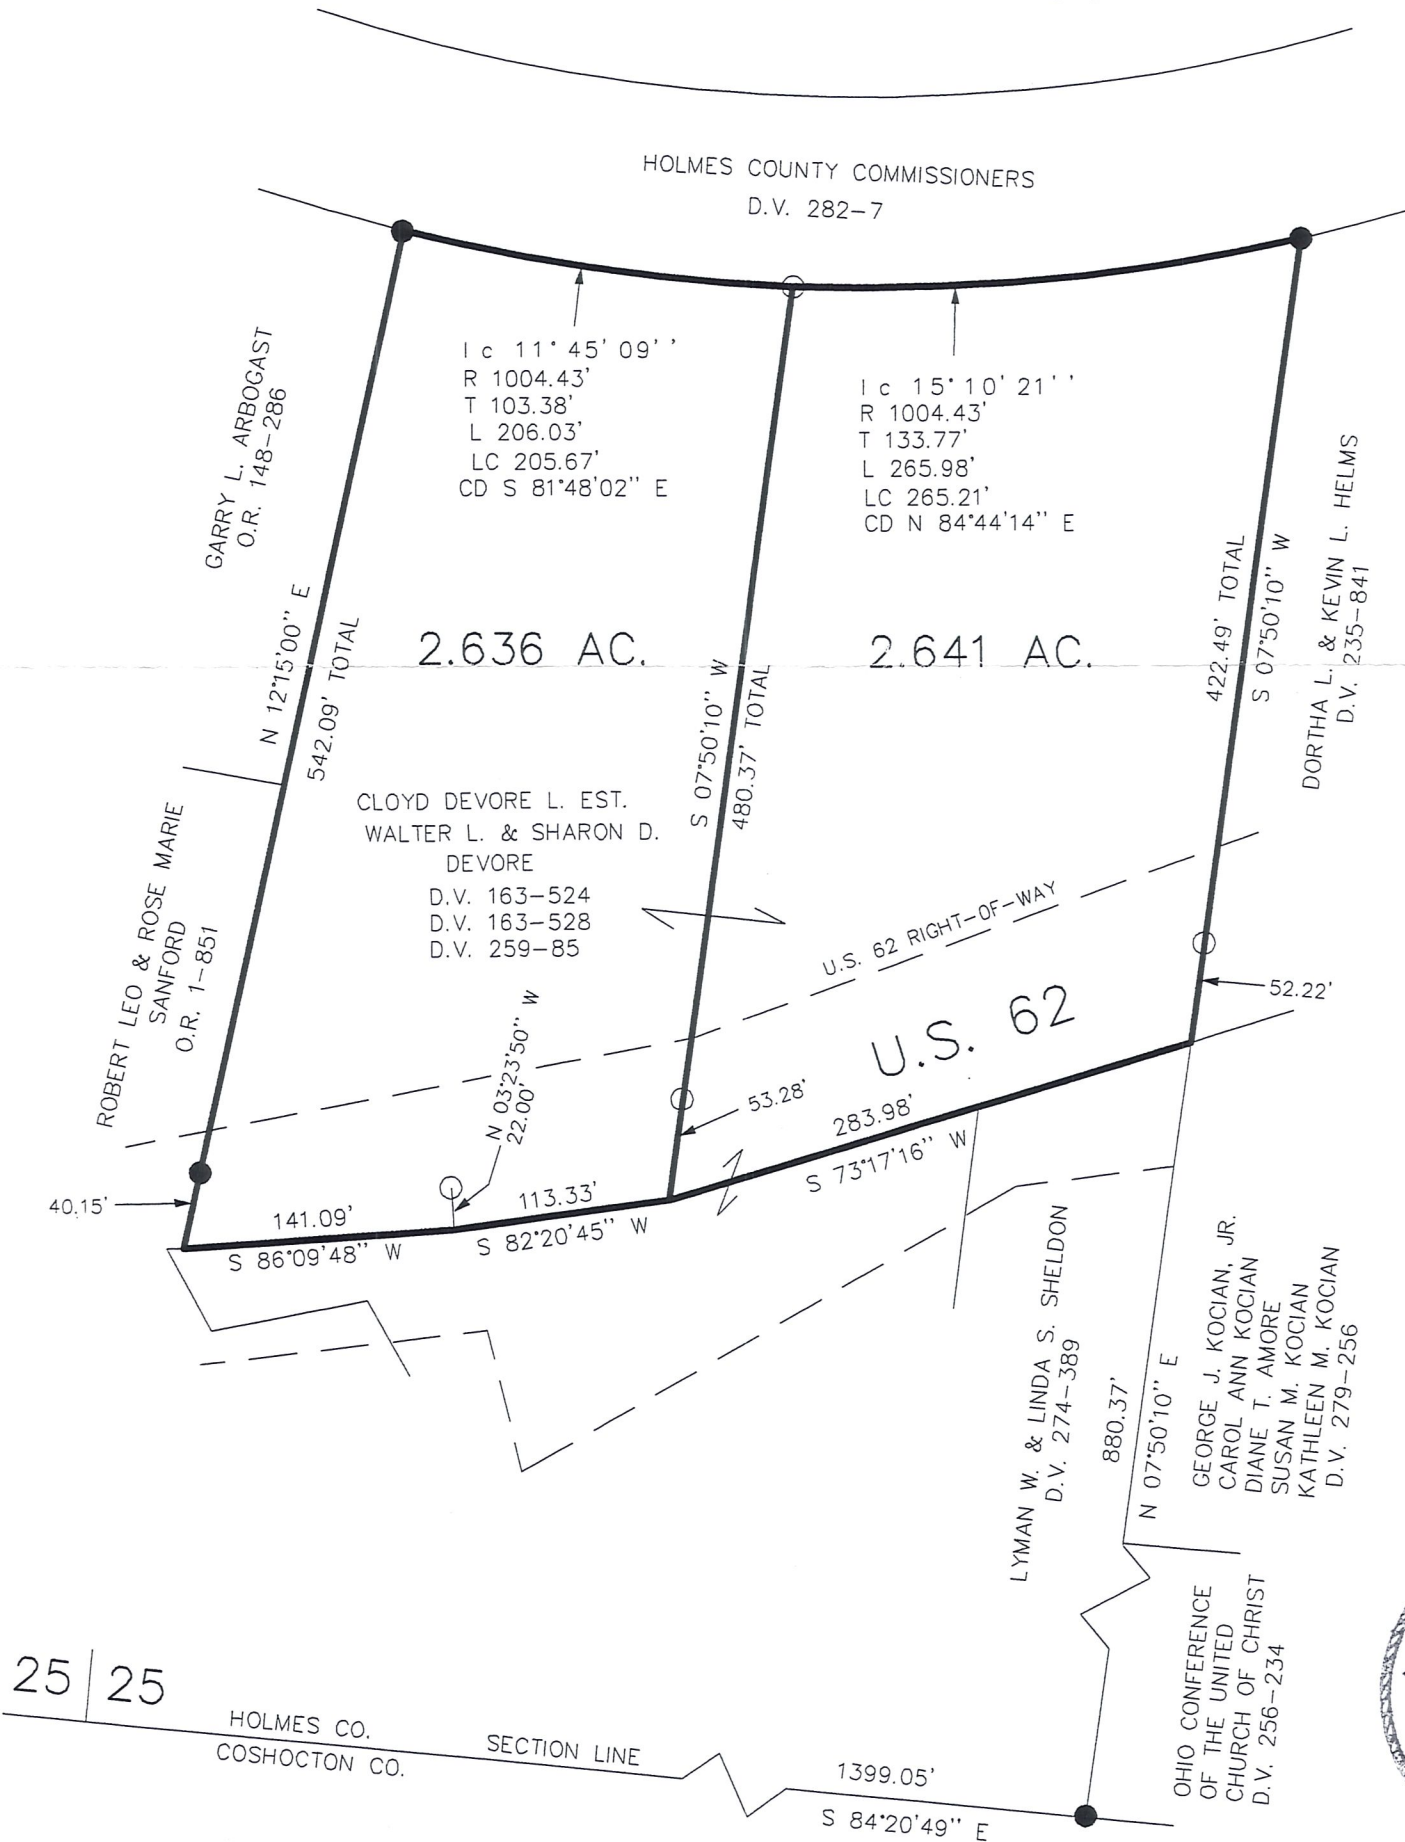 HOLMES COUNTY COMMISSIONERS
D.V. 282-7
GARRY L. ARBOGAST
O.R. 148-286
I c 11° 45' 09' '
R 1004.43'
T 103.38'
L 206.03'
LC 205.67'
CD S 81°48'02" E
I c 15° 10' 21' '
R 1004.43'
T 133.77'
L 265.98'
LC 265.21'
CD N 84°44'14" E
DORTHA L. & KEVIN L. HELMS
D.V. 235-841
N 12°15'00" E
542.09' TOTAL
2.636 AC.
S 07°50'10" W
480.37' TOTAL
2.641 AC.
422.49' TOTAL
S 07°50'10" W
CLOYD DEVORE L. EST.
WALTER L. & SHARON D.
DEVORE
D.V. 163-524
D.V. 163-528
D.V. 259-85
ROBERT LEO & ROSE MARIE
SANFORD
O.R. 1-851
U.S. 62 RIGHT-OF-WAY
U.S. 62
52.22'
N 03°23'50" W
22.00'
53.28'
283.98'
S 73°17'16" W
40.15'
141.09'
S 86°09'48" W
113.33'
S 82°20'45" W
LYMAN W. & LINDA S. SHELDON
D.V. 274-389
880.37'
N 07°50'10" E
GEORGE J. KOCIAN, JR.
CAROL ANN KOCIAN
DIANE T. AMORE
SUSAN M. KOCIAN
KATHLEEN M. KOCIAN
D.V. 279-256
OHIO CONFERENCE
OF THE UNITED
CHURCH OF CHRIST
D.V. 256-234
25 25
HOLMES CO.
COSHOCTON CO.
SECTION LINE
1399.05'
S 84°20'49" E